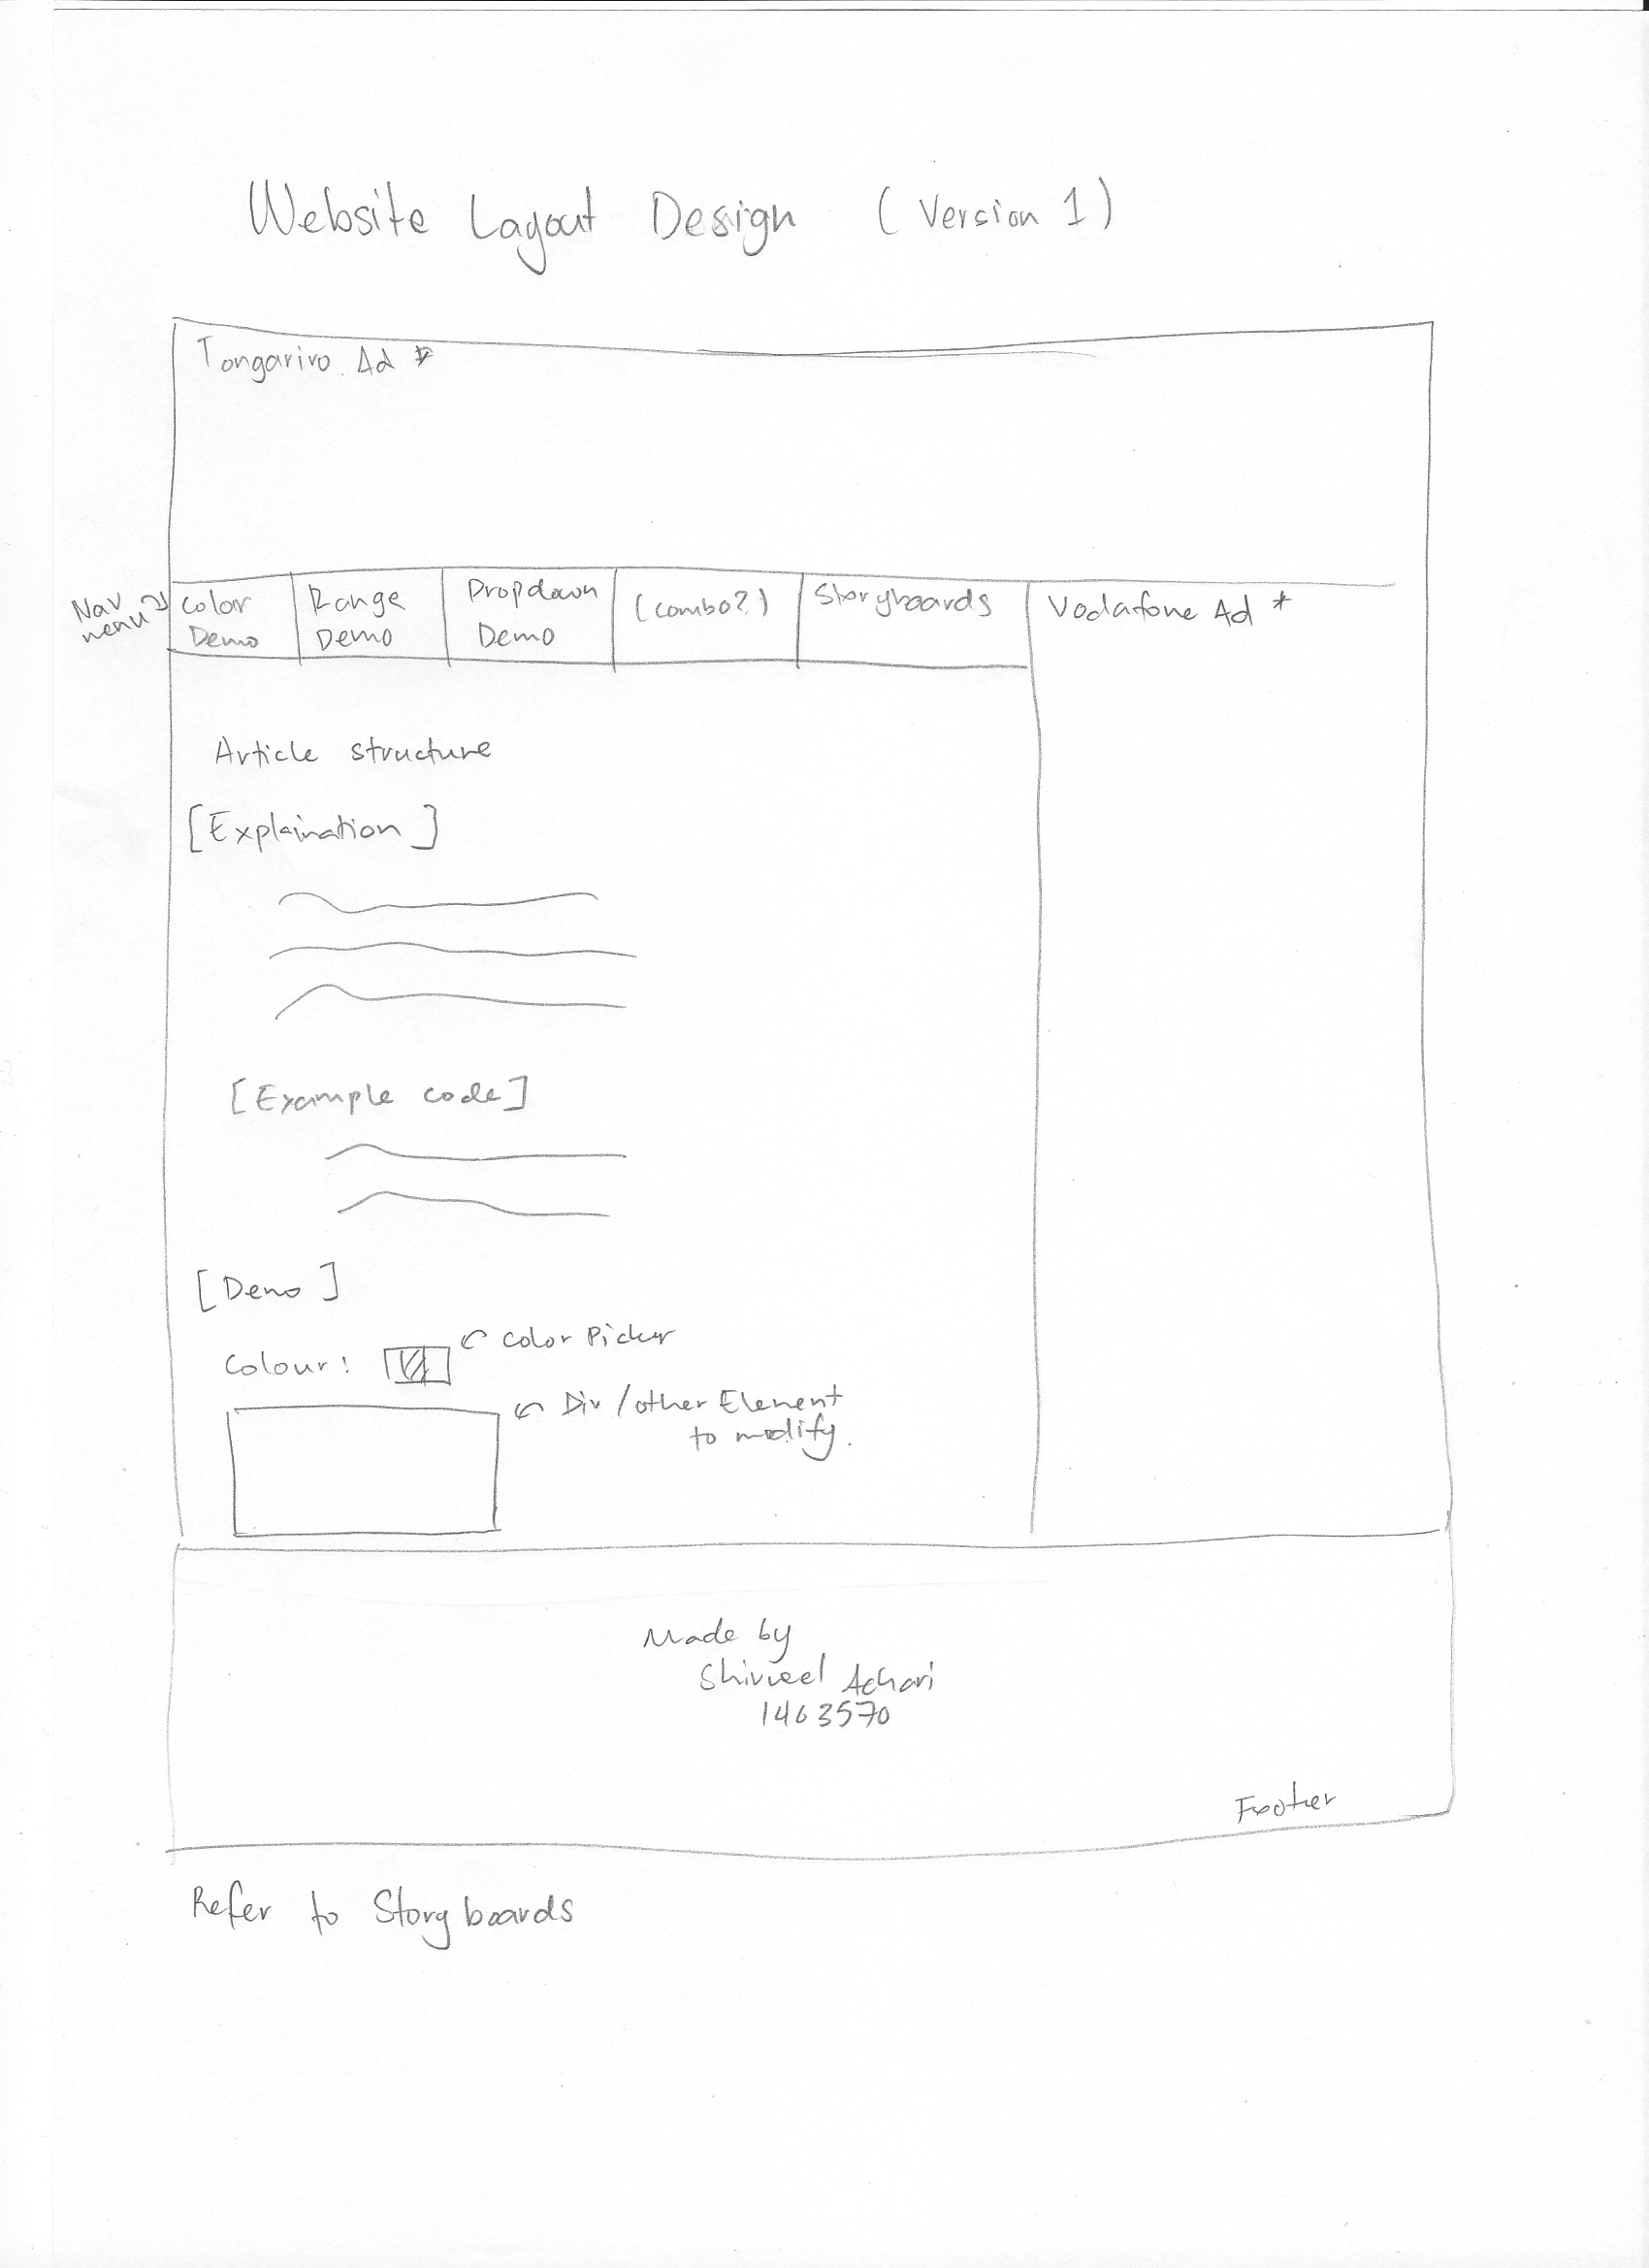 Website Layout Design (Version 1)
Tongariro Ad *
Nav menu
Color Demo
Range Demo
Dropdown Demo
(combo?)
Storyboards
Vodafone Ad *
Article structure
[Explaination]
[Example code]
[Demo]
Colour:
Color Picker
Div/other Element
to modify.
Made by
Shivneel Achari
1463570
Footer
Refer to Storyboards